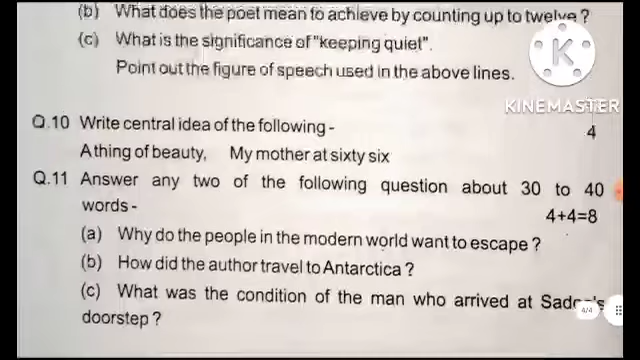 (b) What does the poet mean to achieve by counting up to twelve ?
(c) What is the significance of "keeping quiet".
Point out the figure of speech used in the above lines.
K
KINEMASTER
Q.10 Write central idea of the following -
4
A thing of beauty, My mother at sixty six
Q.11 Answer any two of the following question about 30 to 40
words -
4+4=8
(a) Why do the people in the modern world want to escape ?
(b) How did the author travel to Antarctica ?
(c) What was the condition of the man who arrived at
4/4
doorstep ?